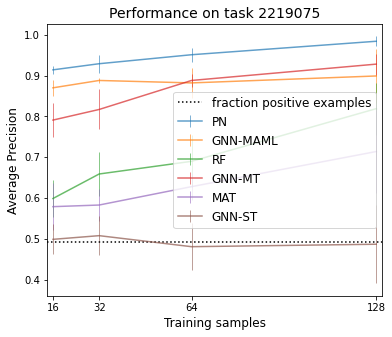 Performance on task 2219075
1.0
0.9
0.8
0.7
0.6
0.5
0.4
Average Precision
fraction positive examples
PN
GNN-MAML
RF
GNN-MT
MAT
GNN-ST
16 32 64 128
Training samples